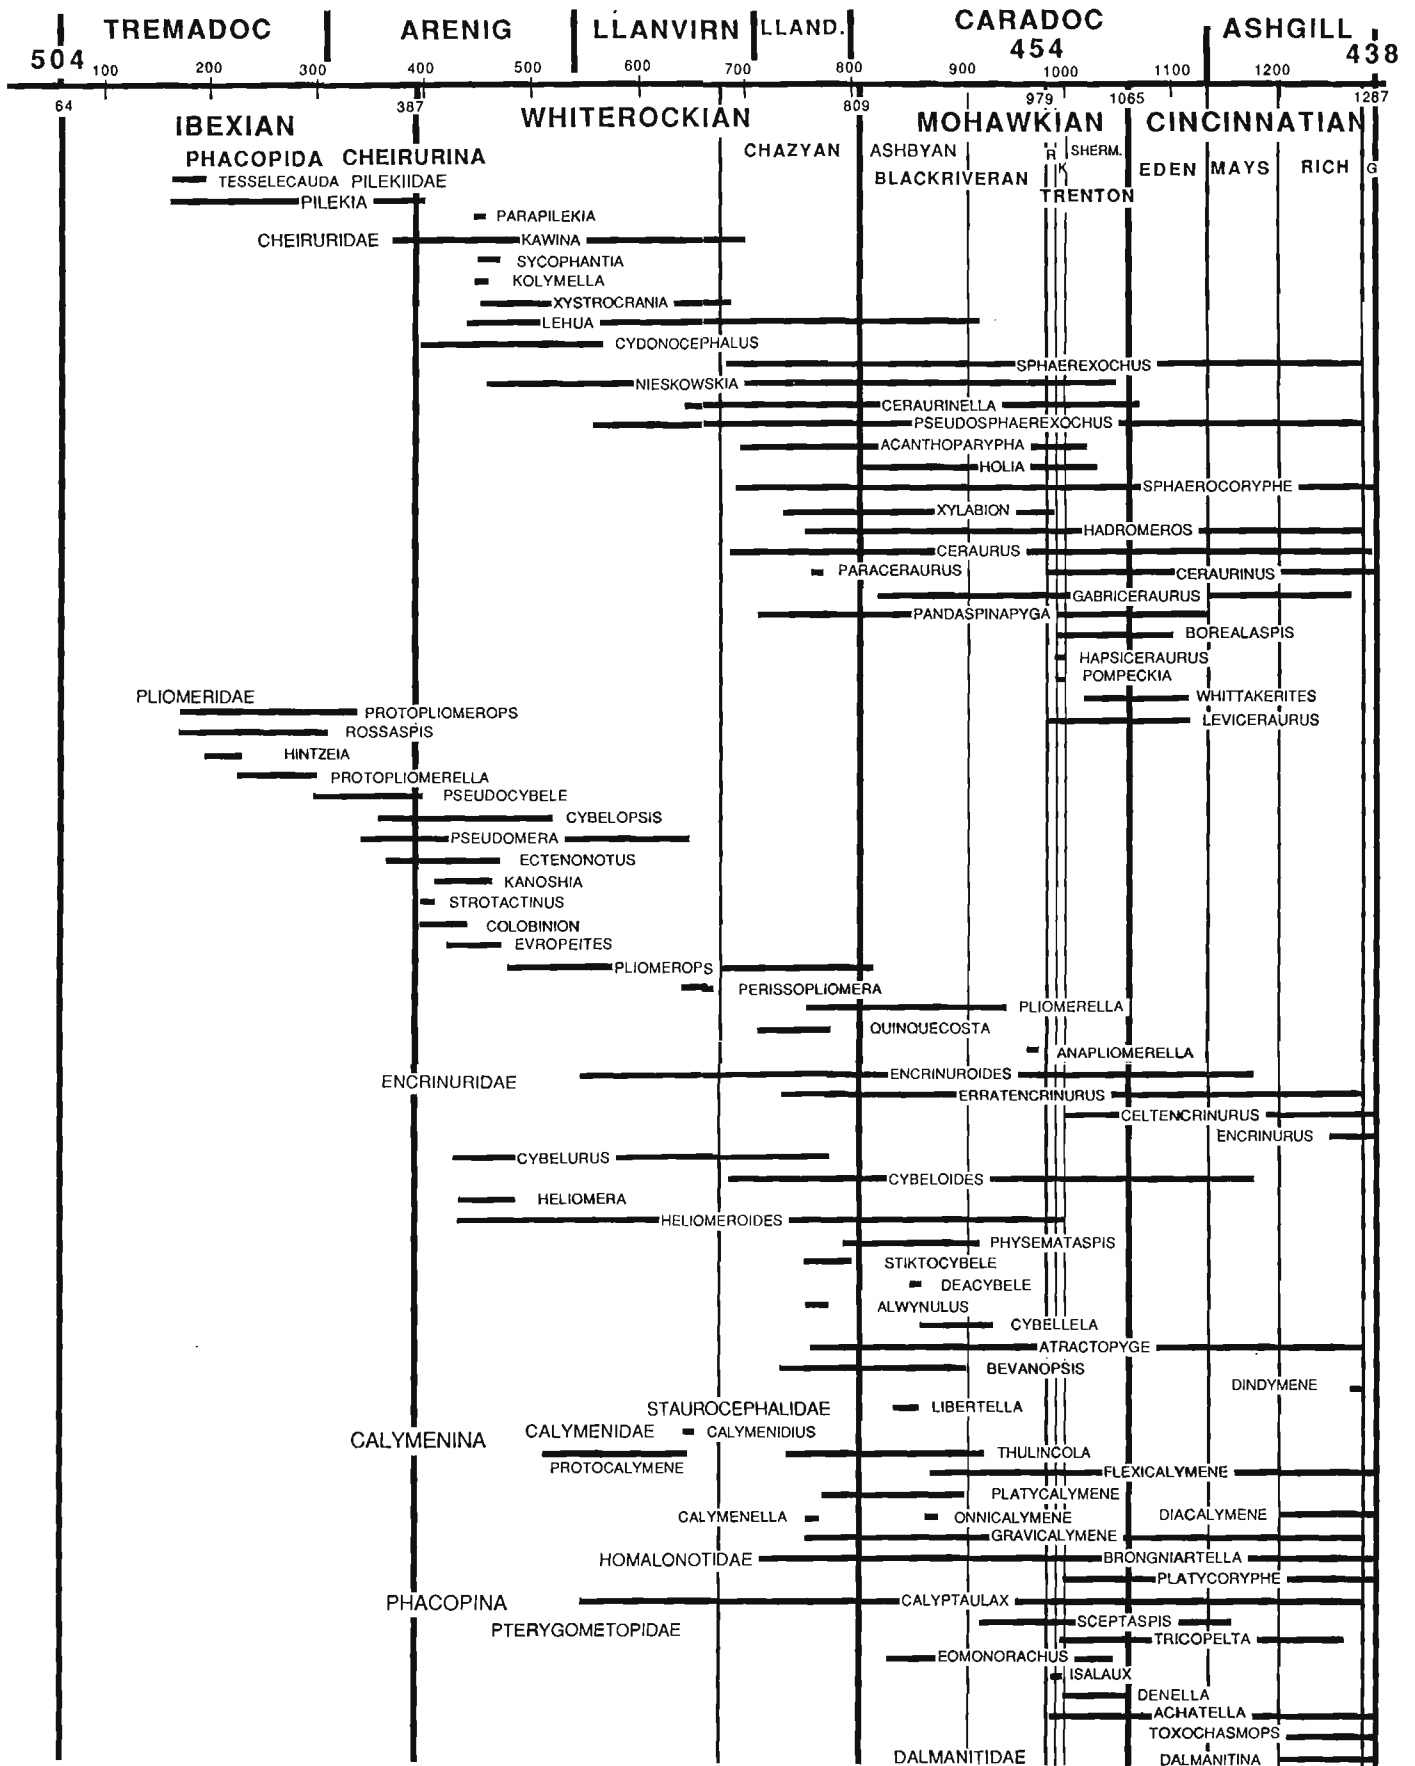 TREMADOC ARENIG LLANVIRN LLAND. CARADOC ASHGILL
504 454 438
100 200 400 500 600 700 800 900 1000 1100 1200
64 387 809 979 1065 1287
IBEXIAN WHITEROCKIAN MOHAWKIAN CINCINNATIAN
CHAZYAN ASHBYAN R SHERM.
PHACOPIDA CHEIRURINA K EDEN MAYS RICH G
BLACKRIVERAN
TRENTON
TESSELECAUDA PILEKIIDAE
PILEKIA
PARAPILEKIA
CHEIRURIDAE KAWINA
SYCOPHANTIA
KOLYMELLA
XYSTROCRANIA
LEHUA
CYDONOCEPHALUS
SPHAEREXOCHUS
NIESKOWSKIA
CERAURINELLA
PSEUDOSPHAEREXOCHUS
ACANTHOPARYPHA
HOLIA
SPHAEROCORYPHE
XYLABION
HADROMEROS
CERAURUS
PARACERAURUS CERAURINUS
GABRICERAURUS
PANDASPINAPYGA
BOREALASPIS
HAPSICERAURUS
POMPECKIA
PLIOMERIDAE WHITTAKERITES
PROTOPLIOMEROPS
LEVICERAURUS
ROSSASPIS
HINTZEIA
PROTOPLIOMERELLA
PSEUDOCYBELE
CYBELOPSIS
PSEUDOMERA
ECTENONOTUS
KANOSHIA
STROTACTINUS
COLOBINION
EVROPEITES
PLIOMEROPS
PERISSOPLIOMERA
PLIOMERELLA
QUINQUECOSTA
ANAPLIOMERELLA
ENCRINURIDAE ENCRINUROIDES
ERRATENCRINURUS
CELTENCRINURUS
ENCRINURUS
CYBELURUS
CYBELOIDES
HELIOMERA
HELIOMEROIDES
PHYSEMATASPIS
STIKTOCYBELE
DEACYBELE
ALWYNULUS
CYBELLELA
ATRACTOPYGE
BEVANOPSIS
DINDYMENE
STAUROCEPHALIDAE LIBERTELLA
CALYMENINA CALYMENIDAE CALYMENIDIUS
THULINCOLA
PROTOCALYMENE FLEXICALYMENE
PLATYCALYMENE
CALYMENELLA ONNICALYMENE DIACALYMENE
GRAVICALYMENE
HOMALONOTIDAE BRONGNIARTELLA
PLATYCORYPHE
PHACOPINA CALYPTAULAX
SCEPTASPIS
PTERYGOMETOPIDAE
TRICOPELTA
EOMONORACHUS
ISALAUX
DENELLA
ACHATELLA
TOXOCHASMOPS
DALMANITIDAE DALMANITINA